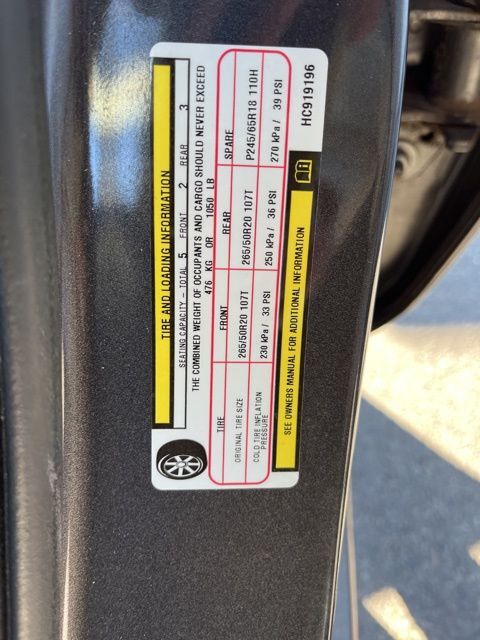 TIRE AND LOADING INFORMATION
SEATING CAPACITY - TOTAL 5 FRONT 2 REAR 3
THE COMBINED WEIGHT OF OCCUPANTS AND CARGO SHOULD NEVER EXCEED
476 KG OR 1050 LB
TIRE FRONT REAR SPARE
ORIGINAL TIRE SIZE 265/50R20 107T 265/50R20 107T P245/65R18 110H
COLD TIRE INFLATION
PRESSURE 230 kPa / 33 PSI 250 kPa / 36 PSI 270 kPa / 39 PSI
SEE OWNERS MANUAL FOR ADDITIONAL INFORMATION
HC919196